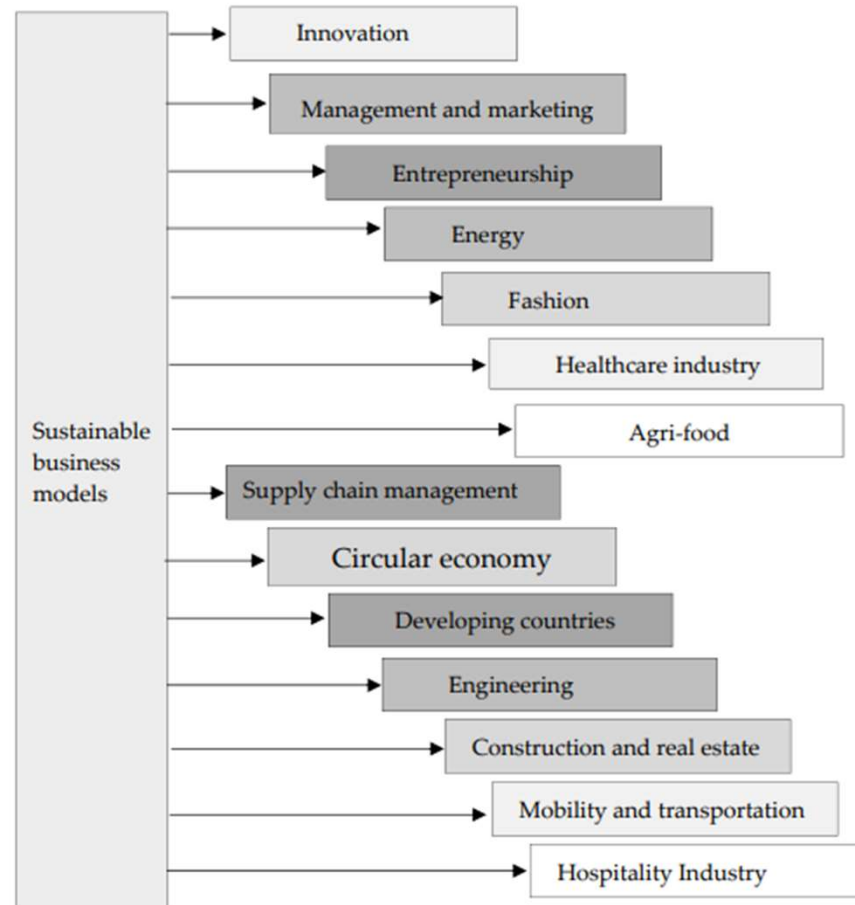 Innovation
Management and marketing
Entrepreneurship
Energy
Fashion
Healthcare industry
Agri-food
Sustainable
business
models
Supply chain management
Circular economy
Developing countries
Engineering
Construction and real estate
Mobility and transportation
Hospitality Industry